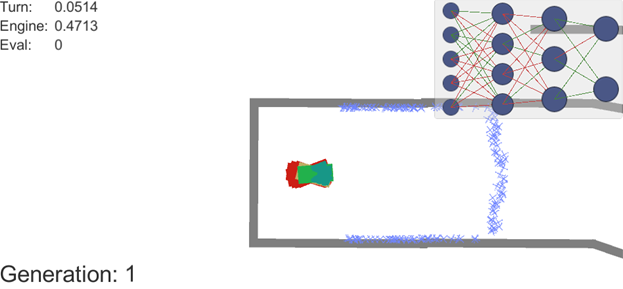 Turn: 0.0514
Engine: 0.4713
Eval: 0
Generation: 1